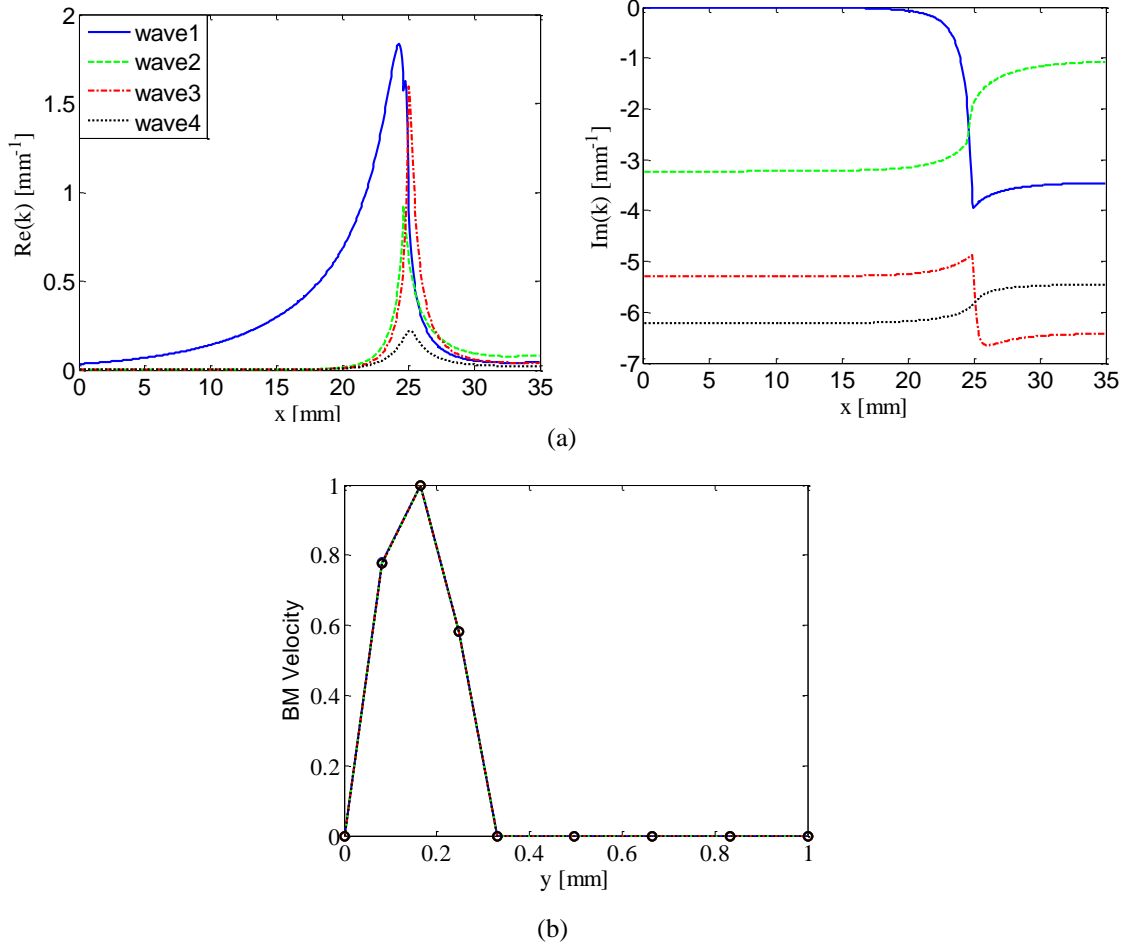 2
1.5
1
0.5
0
Re(k) [mm-1]
wave1
wave2
wave3
wave4
0 5 10 15 20 25 30 35
x [mm]
0
-1
-2
-3
-4
-5
-6
-7
Im(k) [mm-1]
0 5 10 15 20 25 30 35
x [mm]
(a)
1
0.8
0.6
0.4
0.2
0
BM Velocity
0 0.2 0.4 0.6 0.8 1
y [mm]
(b)